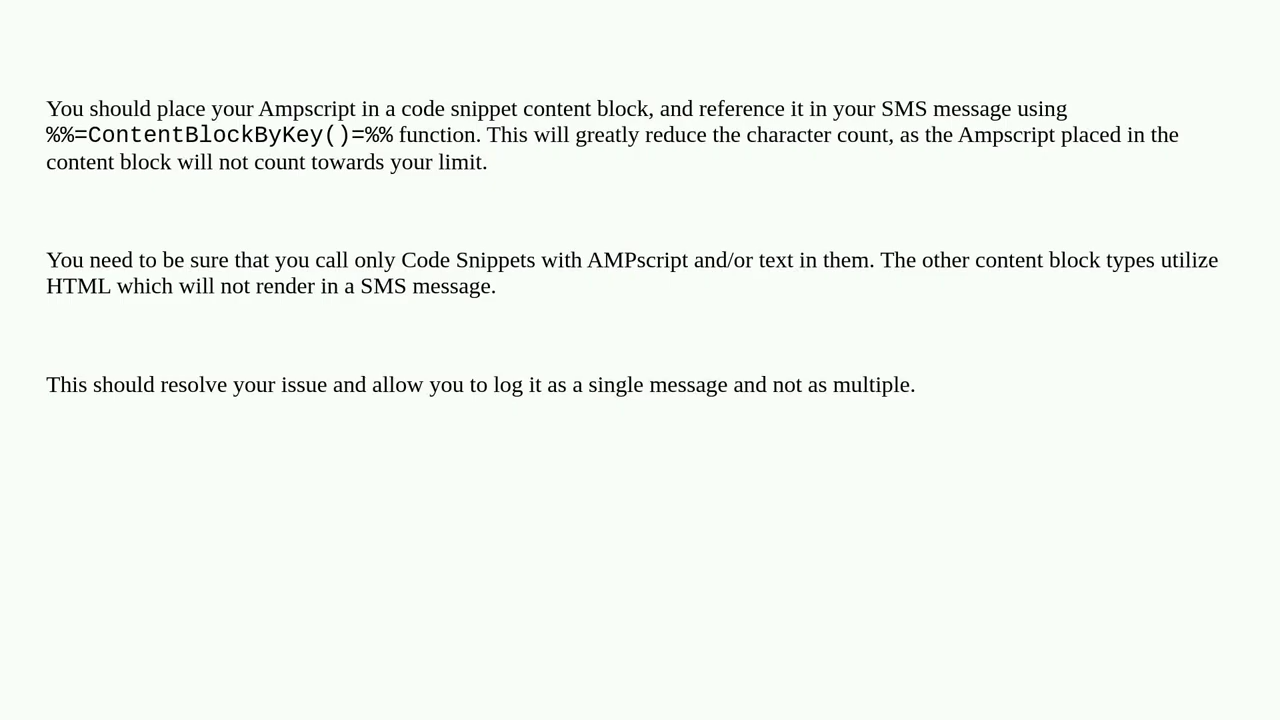 You should place your Ampscript in a code snippet content block, and reference it in your SMS message using
%%=ContentBlockByKey()=%% function. This will greatly reduce the character count, as the Ampscript placed in the
content block will not count towards your limit.
You need to be sure that you call only Code Snippets with AMPscript and/or text in them. The other content block types utilize
HTML which will not render in a SMS message.
This should resolve your issue and allow you to log it as a single message and not as multiple.